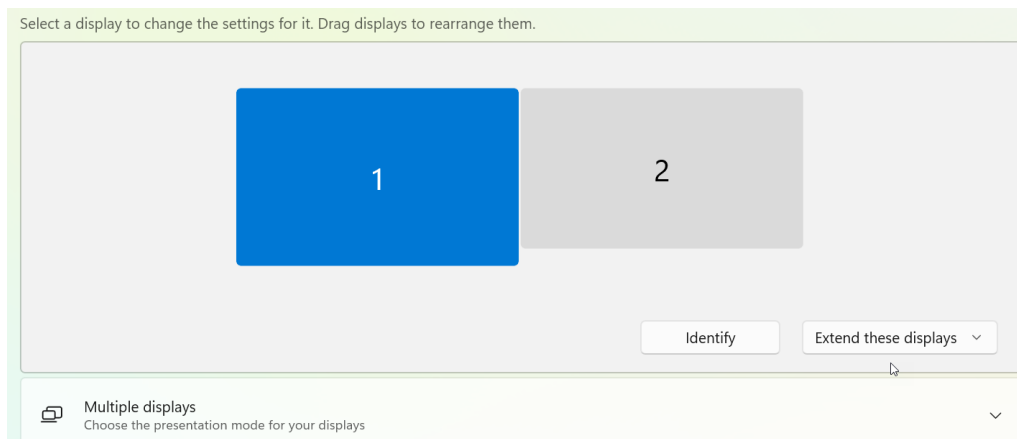 Select a display to change the settings for it. Drag displays to rearrange them.
1
2
Identify
Extend these displays
Multiple displays
Choose the presentation mode for your displays